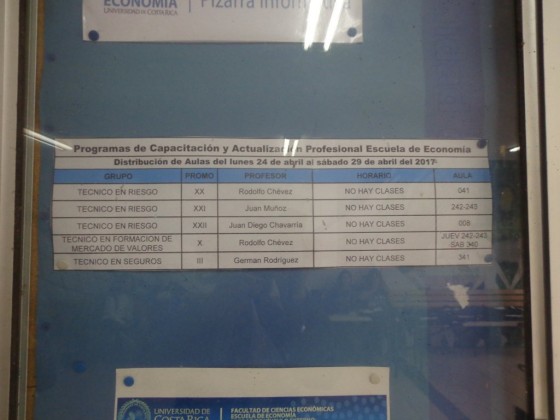 ECONOMÍA
UNIVERSIDAD DE COSTA RICA
Pizarra Informativa
Programas de Capacitación y Actualización Profesional Escuela de Economía
Distribución de Aulas del lunes 24 de abril al sábado 29 de abril del 2017
GRUPO PROMO PROFESOR HORARIO AULA
TECNICO EN RIESGO XX Rodolfo Chévez NO HAY CLASES 041
TECNICO EN RIESGO XXI Juan Muñoz NO HAY CLASES 242-243
TECNICO EN RIESGO XXII Juan Diego Chavarría NO HAY CLASES 008
TECNICO EN FORMACION DE MERCADO DE VALORES X Rodolfo Chévez NO HAY CLASES JUEV 242-243 SAB 340
TECNICO EN SEGUROS III German Rodríguez NO HAY CLASES 341
UNIVERSIDAD DE
COSTA RICA
FACULTAD DE CIENCIAS ECONÓMICAS
ESCUELA DE ECONOMÍA